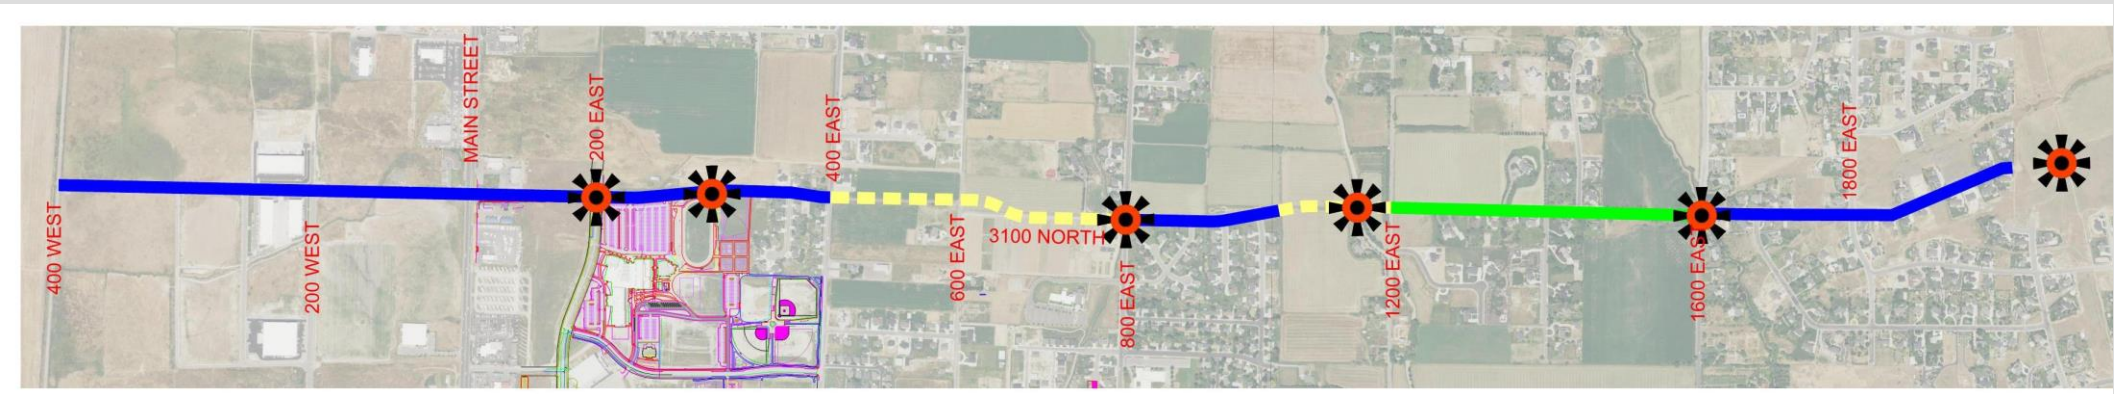 400 WEST
200 WEST
MAIN STREET
200 EAST
400 EAST
600 EAST
3100 NORTH
800 EAST
1200 EAST
1600 EAST
1800 EAST